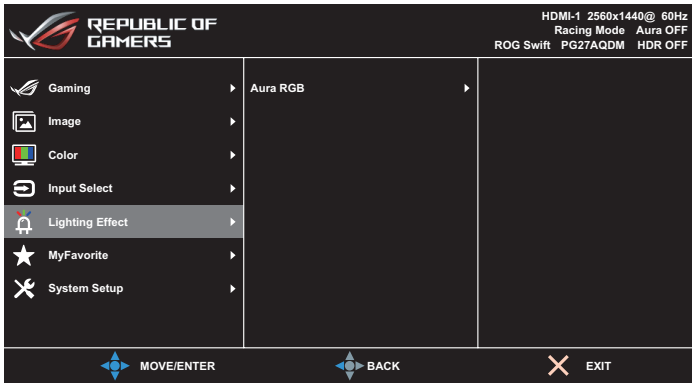 REPUBLIC OF
GAMERS
HDMI-1 2560x1440@ 60Hz
Racing Mode Aura OFF
ROG Swift PG27AQDM HDR OFF
Gaming
Image
Color
Input Select
Lighting Effect
MyFavorite
System Setup
Aura RGB
MOVE/ENTER
BACK
EXIT